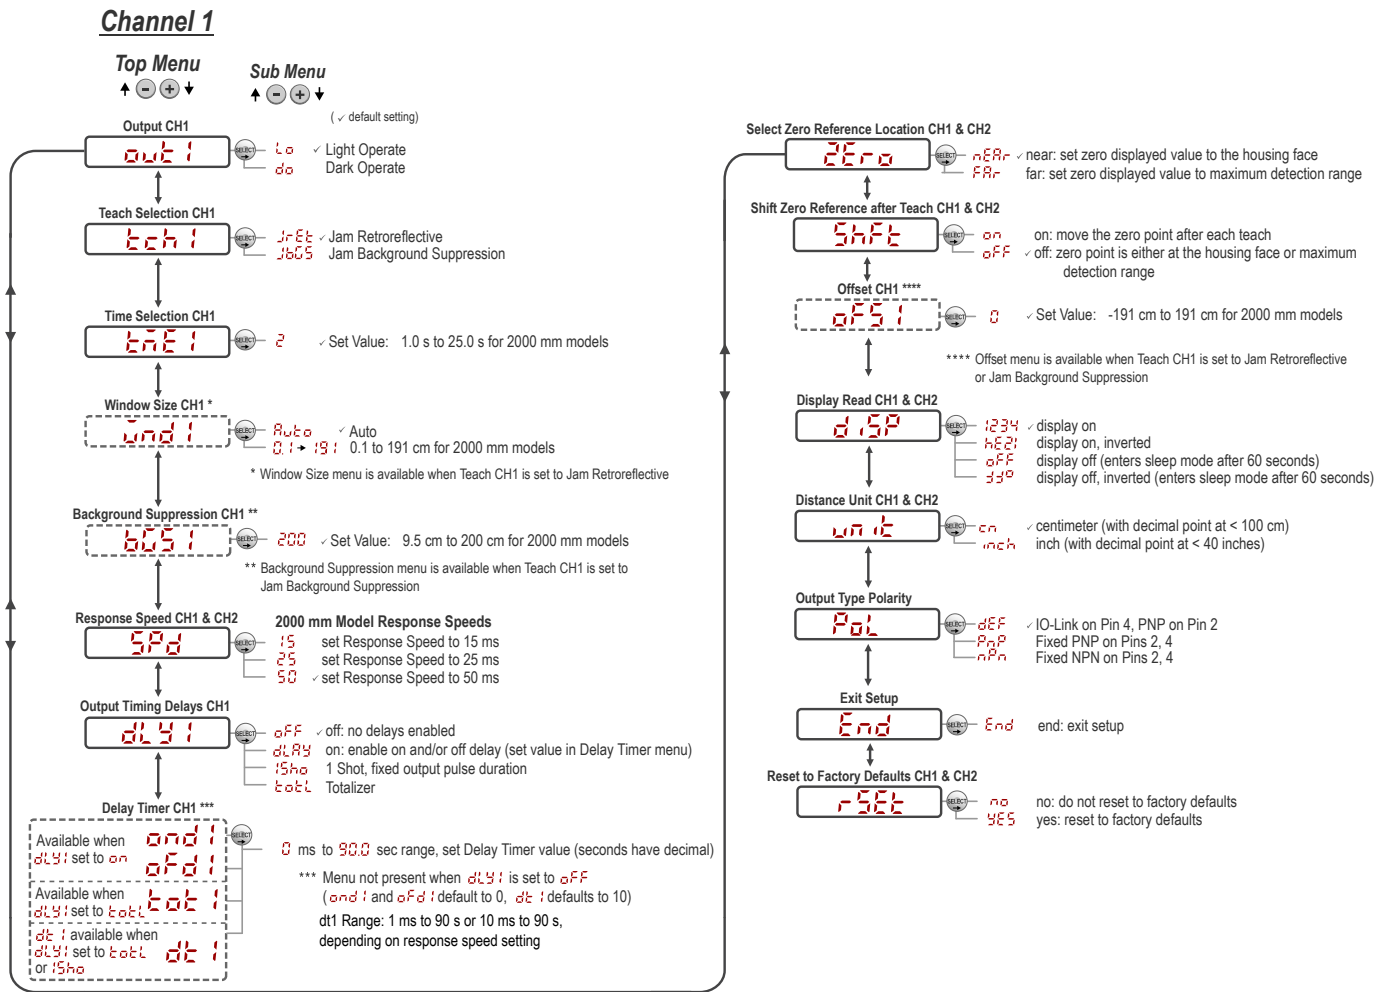 Channel 1
Top Menu
Sub Menu
( ✓ default setting)
Output CH1
out1
SELECT
Lo ✓ Light Operate
do Dark Operate
Teach Selection CH1
tch1
SELECT
JrEt ✓ Jam Retroreflective
JbGS Jam Background Suppression
Time Selection CH1
tmE1
SELECT
2 ✓ Set Value: 1.0 s to 25.0 s for 2000 mm models
Window Size CH1 *
wnd1
SELECT
Auto ✓ Auto
0.1 → 191 0.1 to 191 cm for 2000 mm models
* Window Size menu is available when Teach CH1 is set to Jam Retroreflective
Background Suppression CH1 **
bGS1
SELECT
200 ✓ Set Value: 9.5 cm to 200 cm for 2000 mm models
** Background Suppression menu is available when Teach CH1 is set to
Jam Background Suppression
Response Speed CH1 & CH2
SPd
SELECT
2000 mm Model Response Speeds
15 set Response Speed to 15 ms
25 set Response Speed to 25 ms
50 ✓ set Response Speed to 50 ms
Output Timing Delays CH1
dLY1
SELECT
oFF ✓ off: no delays enabled
dLAY on: enable on and/or off delay (set value in Delay Timer menu)
1Sho 1 Shot, fixed output pulse duration
totL Totalizer
Delay Timer CH1 ***
Available when
dLY1 set to on
ond1
oFd1
SELECT
Available when
dLY1 set to totL
tot1
dt1 available when
dLY1 set to totL
or 1Sho
dt1
0 ms to 90.0 sec range, set Delay Timer value (seconds have decimal)
*** Menu not present when dLY1 is set to oFF
(ond1 and oFd1 default to 0, dt1 defaults to 10)
dt1 Range: 1 ms to 90 s or 10 ms to 90 s,
depending on response speed setting
Select Zero Reference Location CH1 & CH2
ZEro
SELECT
nEAr ✓ near: set zero displayed value to the housing face
FAr far: set zero displayed value to maximum detection range
Shift Zero Reference after Teach CH1 & CH2
ShFt
SELECT
on on: move the zero point after each teach
oFF ✓ off: zero point is either at the housing face or maximum
detection range
Offset CH1 ****
oFS1
SELECT
0 ✓ Set Value: -191 cm to 191 cm for 2000 mm models
**** Offset menu is available when Teach CH1 is set to Jam Retroreflective
or Jam Background Suppression
Display Read CH1 & CH2
diSP
SELECT
1234 ✓ display on
hEZ1 display on, inverted
oFF display off (enters sleep mode after 60 seconds)
display off, inverted (enters sleep mode after 60 seconds)
Distance Unit CH1 & CH2
unit
SELECT
cn ✓ centimeter (with decimal point at < 100 cm)
inch inch (with decimal point at < 40 inches)
Output Type Polarity
PoL
SELECT
dEF ✓ IO-Link on Pin 4, PNP on Pin 2
PnP Fixed PNP on Pins 2, 4
nPn Fixed NPN on Pins 2, 4
Exit Setup
End
SELECT
End end: exit setup
Reset to Factory Defaults CH1 & CH2
rSEt
SELECT
no no: do not reset to factory defaults
YES yes: reset to factory defaults